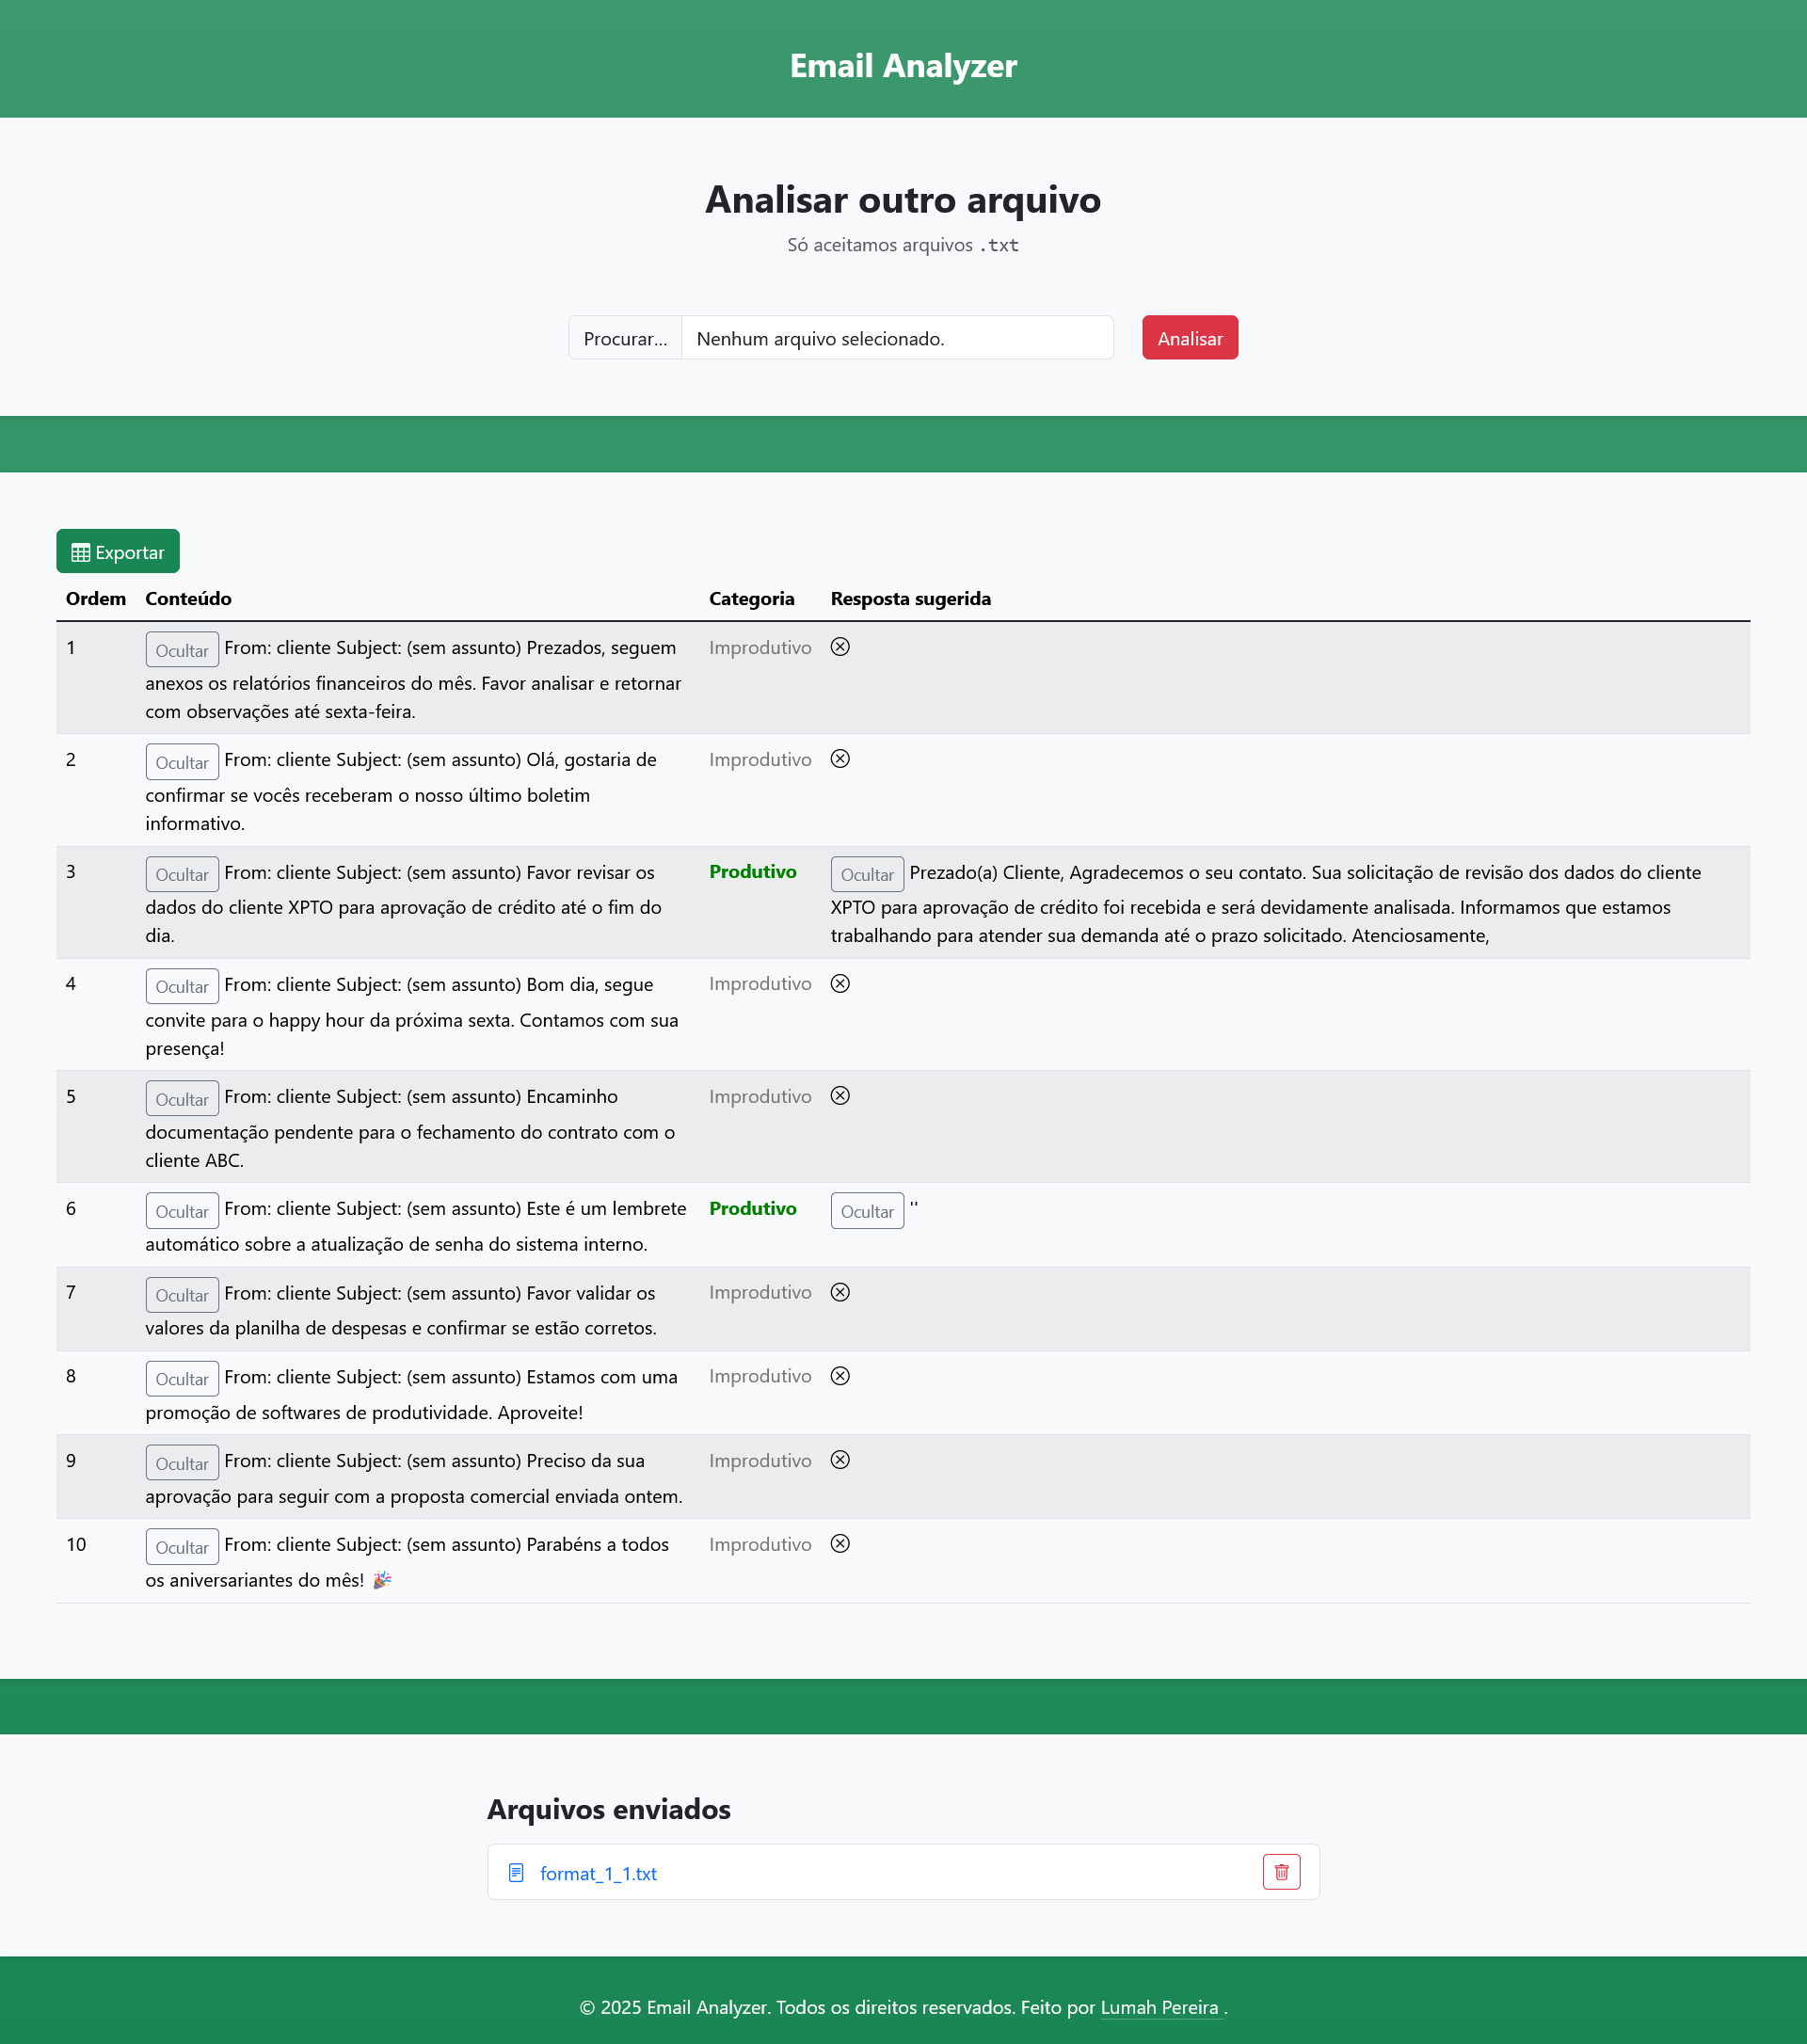 Email Analyzer
Analisar outro arquivo
Só aceitamos arquivos .txt
Procurar... Nenhum arquivo selecionado. Analisar
Exportar
Ordem Conteúdo Categoria Resposta sugerida
1 Ocultar From: cliente Subject: (sem assunto) Prezados, seguem Improdutivo
anexos os relatórios financeiros do mês. Favor analisar e retornar
com observações até sexta-feira.
2 Ocultar From: cliente Subject: (sem assunto) Olá, gostaria de Improdutivo
confirmar se vocês receberam o nosso último boletim
informativo.
3 Ocultar From: cliente Subject: (sem assunto) Favor revisar os Produtivo Ocultar Prezado(a) Cliente, Agradecemos o seu contato. Sua solicitação de revisão dos dados do cliente
dados do cliente XPTO para aprovação de crédito até o fim do XPTO para aprovação de crédito foi recebida e será devidamente analisada. Informamos que estamos
dia. trabalhando para atender sua demanda até o prazo solicitado. Atenciosamente,
4 Ocultar From: cliente Subject: (sem assunto) Bom dia, segue Improdutivo
convite para o happy hour da próxima sexta. Contamos com sua
presença!
5 Ocultar From: cliente Subject: (sem assunto) Encaminho Improdutivo
documentação pendente para o fechamento do contrato com o
cliente ABC.
6 Ocultar From: cliente Subject: (sem assunto) Este é um lembrete Produtivo Ocultar ''
automático sobre a atualização de senha do sistema interno.
7 Ocultar From: cliente Subject: (sem assunto) Favor validar os Improdutivo
valores da planilha de despesas e confirmar se estão corretos.
8 Ocultar From: cliente Subject: (sem assunto) Estamos com uma Improdutivo
promoção de softwares de produtividade. Aproveite!
9 Ocultar From: cliente Subject: (sem assunto) Preciso da sua Improdutivo
aprovação para seguir com a proposta comercial enviada ontem.
10 Ocultar From: cliente Subject: (sem assunto) Parabéns a todos Improdutivo
os aniversariantes do mês! 🎉
Arquivos enviados
format_1_1.txt
© 2025 Email Analyzer. Todos os direitos reservados. Feito por Lumah Pereira .